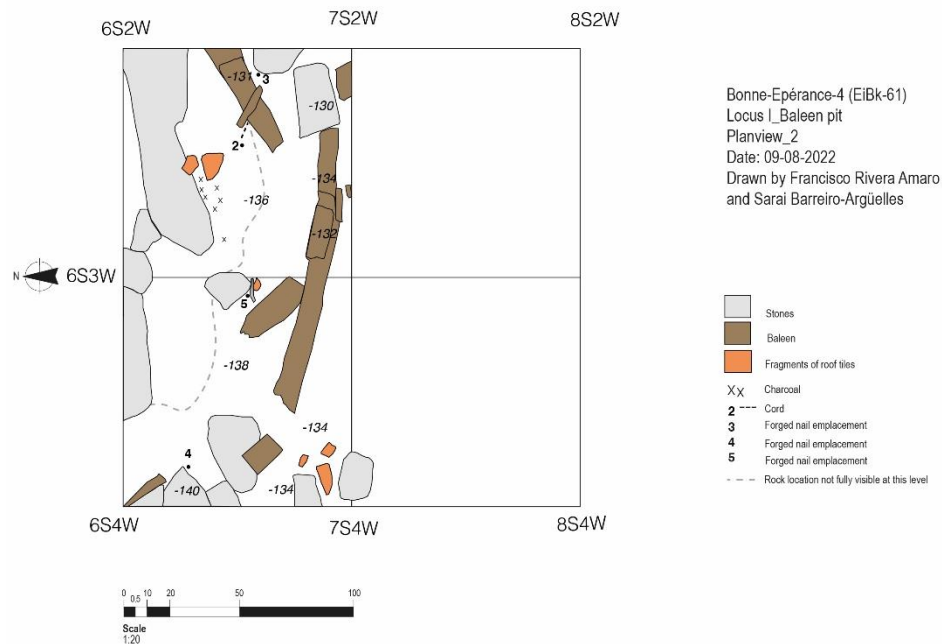 6S2W
7S2W
8S2W
-131
3
-130
2
-134
-136
-132
N
6S3W
5
-138
-134
4
-140
-134
6S4W
7S4W
8S4W
Bonne-Epérance-4 (EiBk-61)
Locus I_Baleen pit
Planview_2
Date: 09-08-2022
Drawn by Francisco Rivera Amaro
and Sarai Barreiro-Argüelles
Stones
Baleen
Fragments of roof tiles
XX Charcoal
2 Cord
3 Forged nail emplacement
4 Forged nail emplacement
5 Forged nail emplacement
Rock location not fully visible at this level
0 0.5 10 20 50 100
Scale
1:20